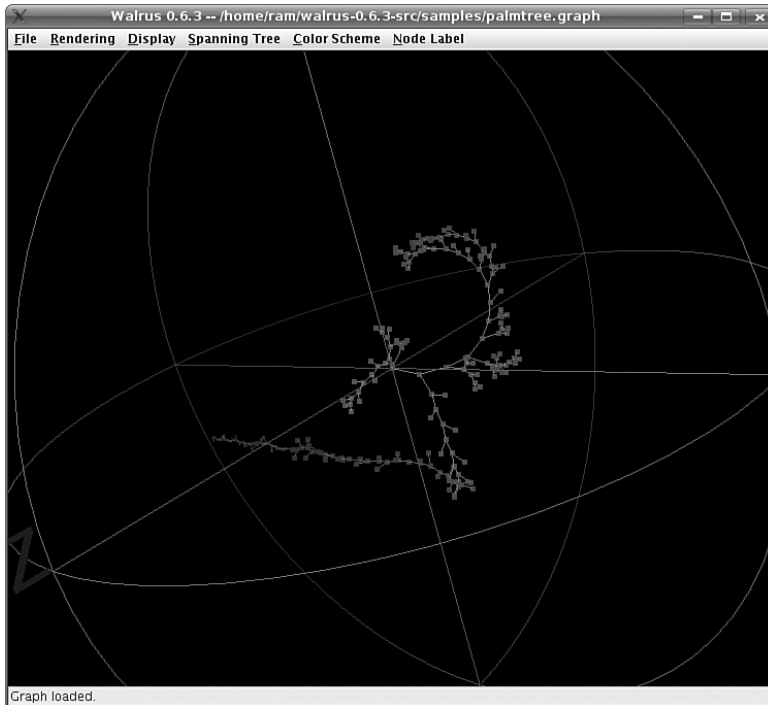 Walrus 0.6.3 -- /home/ram/walrus-0.6.3-src/samples/palmtree.graph
File Rendering Display Spanning Tree Color Scheme Node Label
Z
Graph loaded.